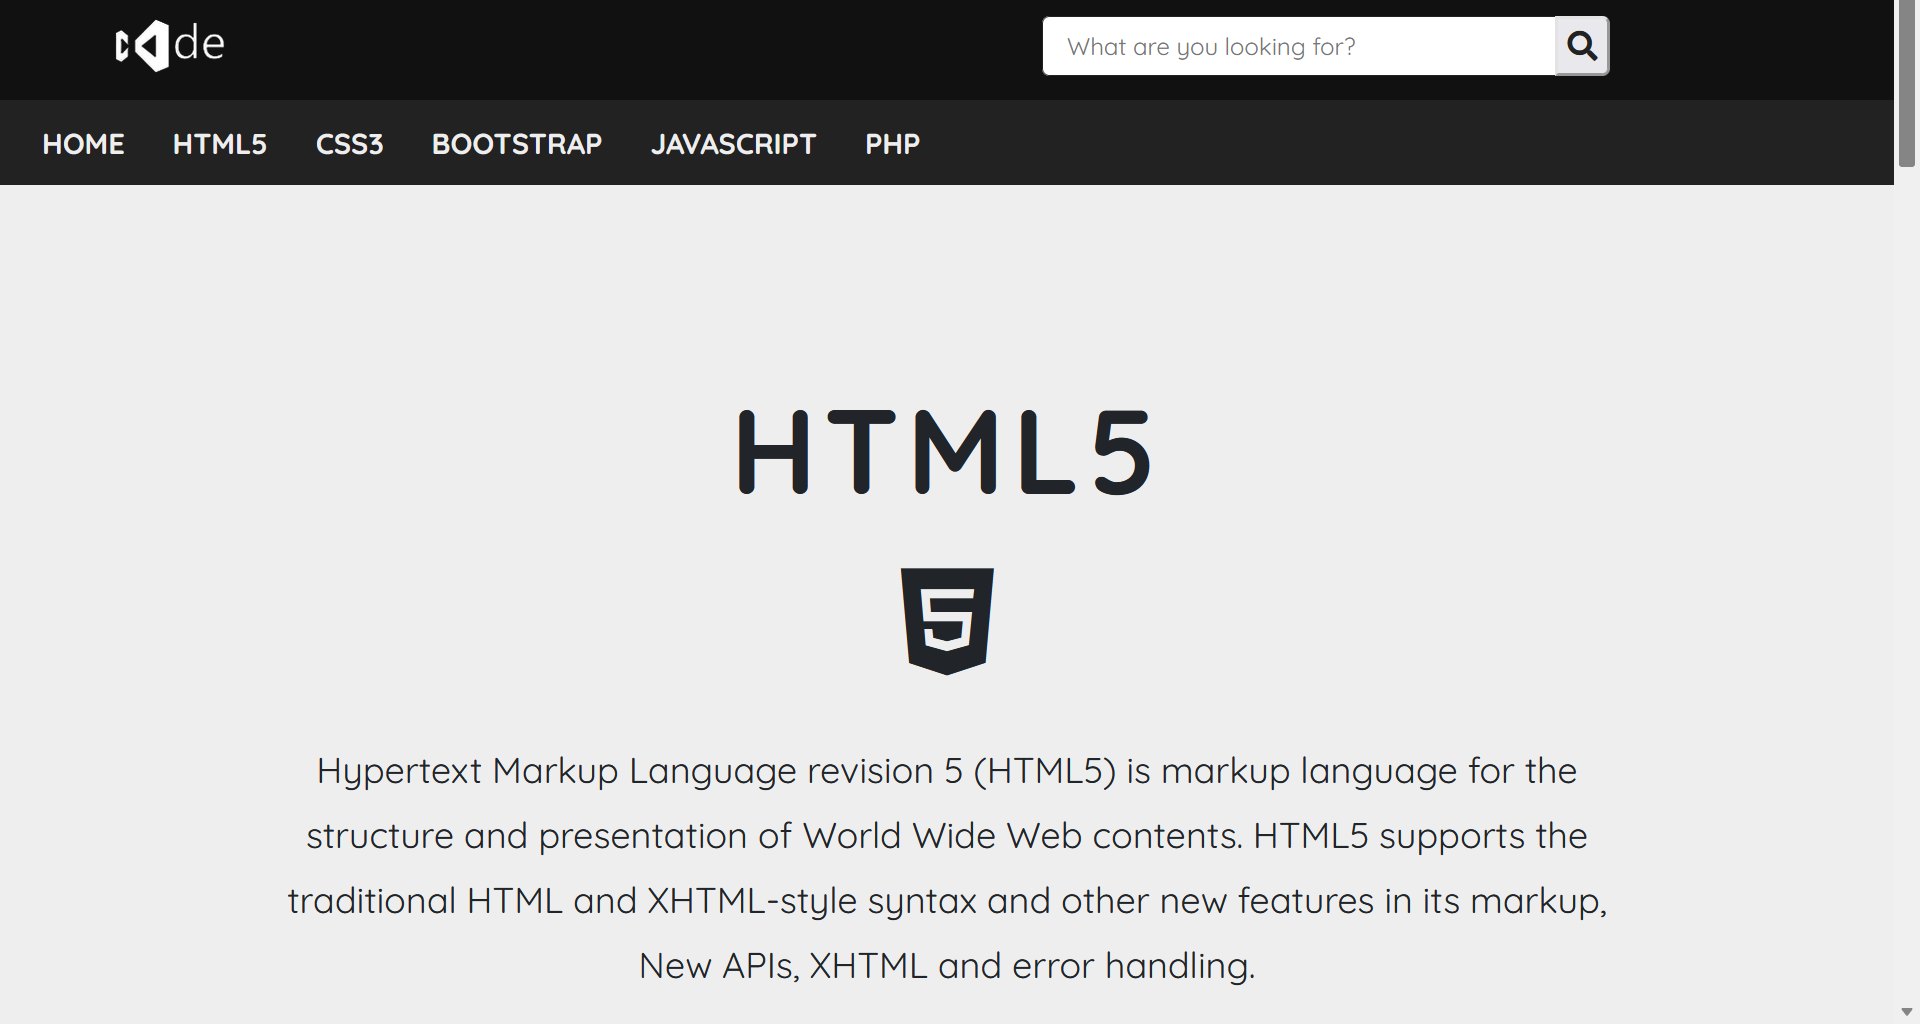 de
What are you looking for?
HOME HTML5 CSS3 BOOTSTRAP JAVASCRIPT PHP
HTML5
5
Hypertext Markup Language revision 5 (HTML5) is markup language for the
structure and presentation of World Wide Web contents. HTML5 supports the
traditional HTML and XHTML-style syntax and other new features in its markup,
New APIs, XHTML and error handling.